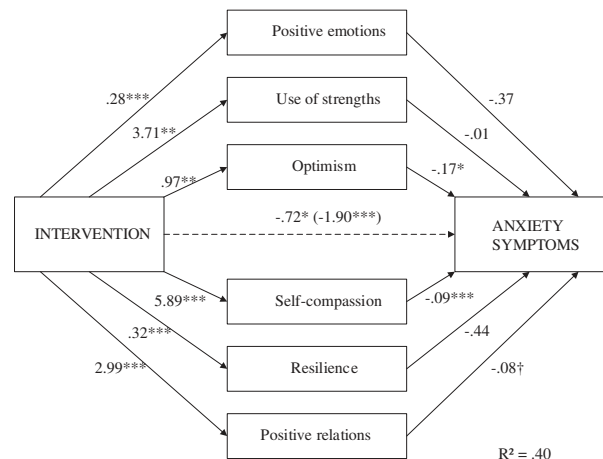 Positive emotions
.28***
-.37
Use of strengths
3.71**
-.01
Optimism
.97**
-.17*
INTERVENTION
-.72* (-1.90***)
ANXIETY
SYMPTOMS
5.89***
Self-compassion
-.09***
.32***
Resilience
-.44
2.99***
Positive relations
-.08†
R² = .40